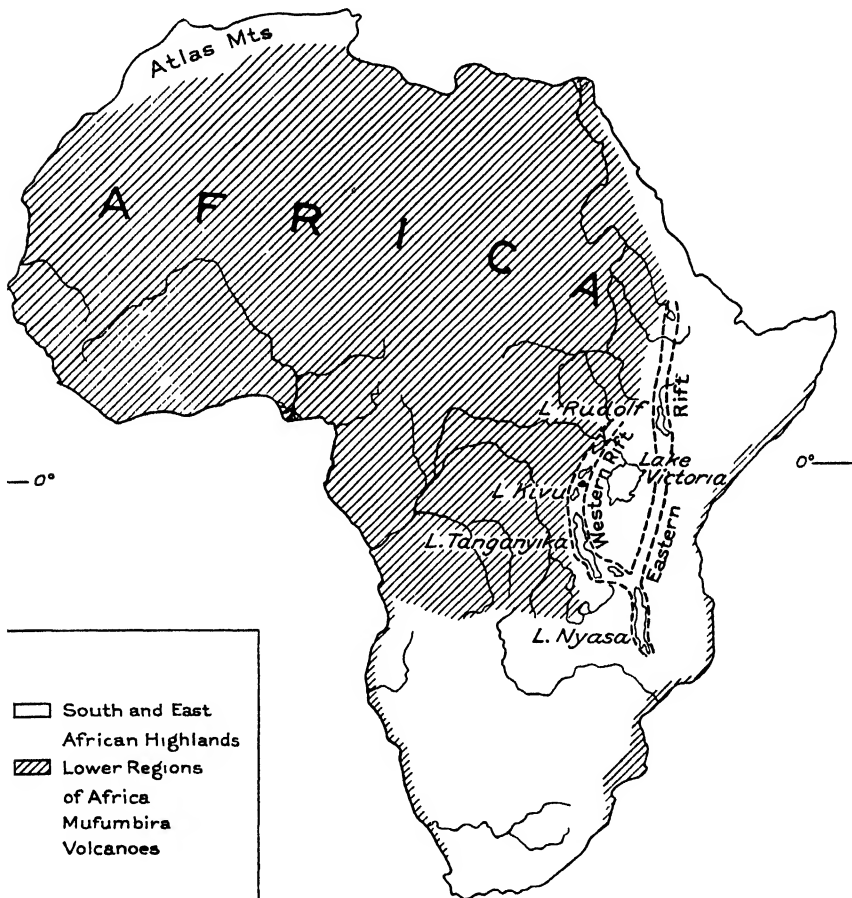 Atlas Mts
AFRICA
L. Rudolf
Eastern Rift
Western Rift
Lake
Victoria
0°
0°
L. Kivu
L. Tanganyika
L. Nyasa
South and East
African Highlands
Lower Regions
of Africa
Mufumbira
Volcanoes